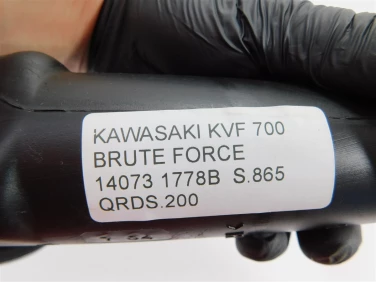 KAWASAKI KVF 700
BRUTE FORCE
14073 1778B S.865
QRDS.200